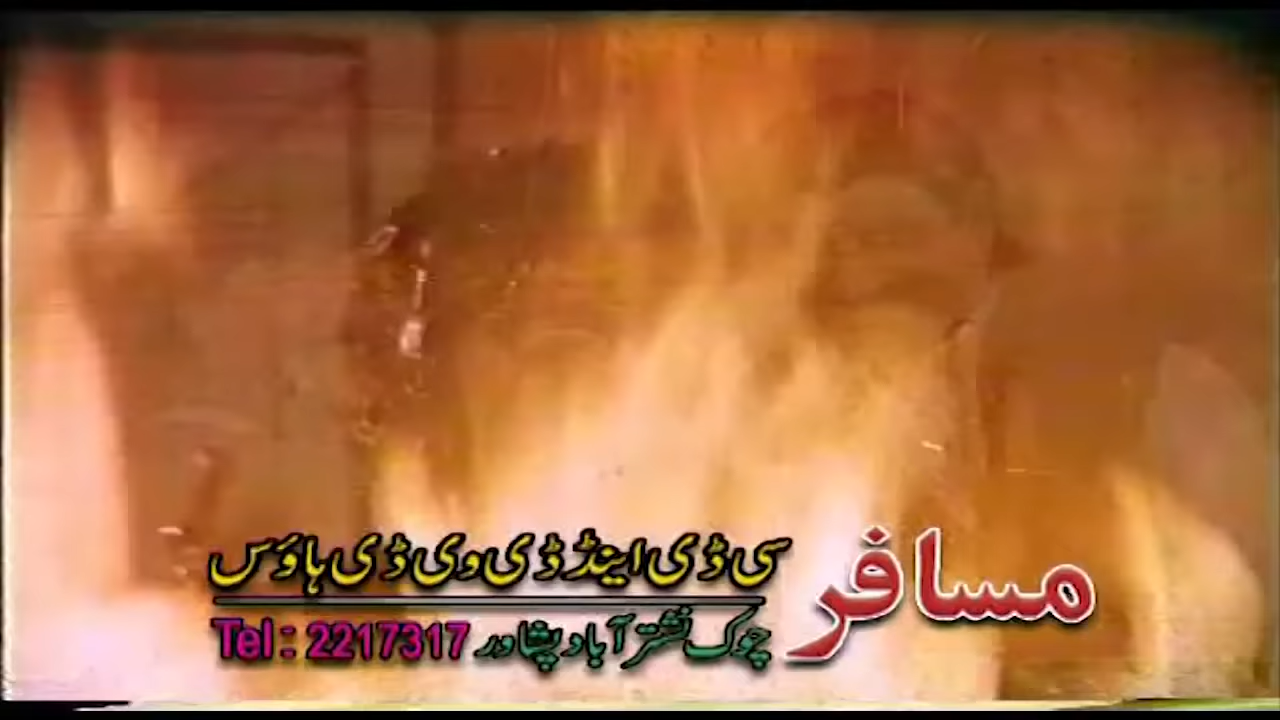 مسافر
سی ڈی اینڈ ڈی وی ڈی ہاؤس
چوک نشتر آباد پشاور Tel : 2217317